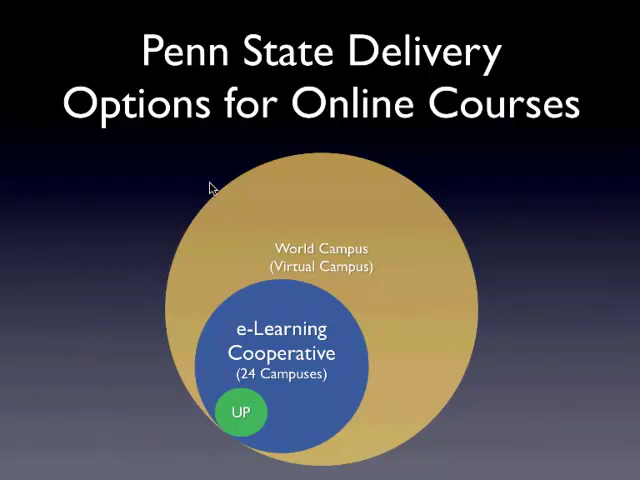 Penn State Delivery
Options for Online Courses
World Campus
(Virtual Campus)
e-Learning
Cooperative
(24 Campuses)
UP